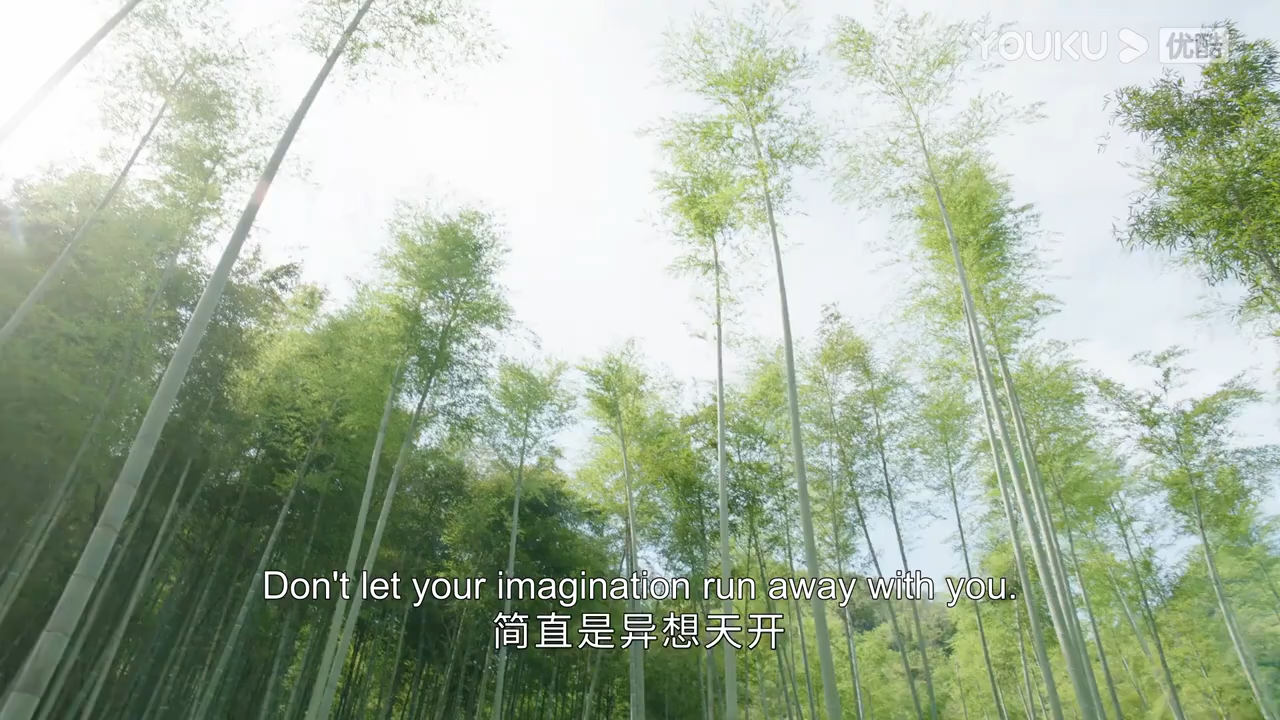 YOUKU 优酷
Don't let your imagination run away with you.
简直是异想天开